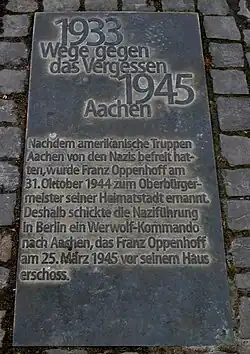 1933
Wege gegen
das Vergessen
1945
Aachen
Nachdem amerikanische Truppen
Aachen von den Nazis befreit hat-
ten, wurde Franz Oppenhoff am
31. Oktober 1944 zum Oberbürger-
meister seiner Heimatstadt ernannt.
Deshalb schickte die Naziführung
in Berlin ein Werwolf-Kommando
nach Aachen, das Franz Oppenhoff
am 25. März 1945 vor seinem Haus
erschoss.